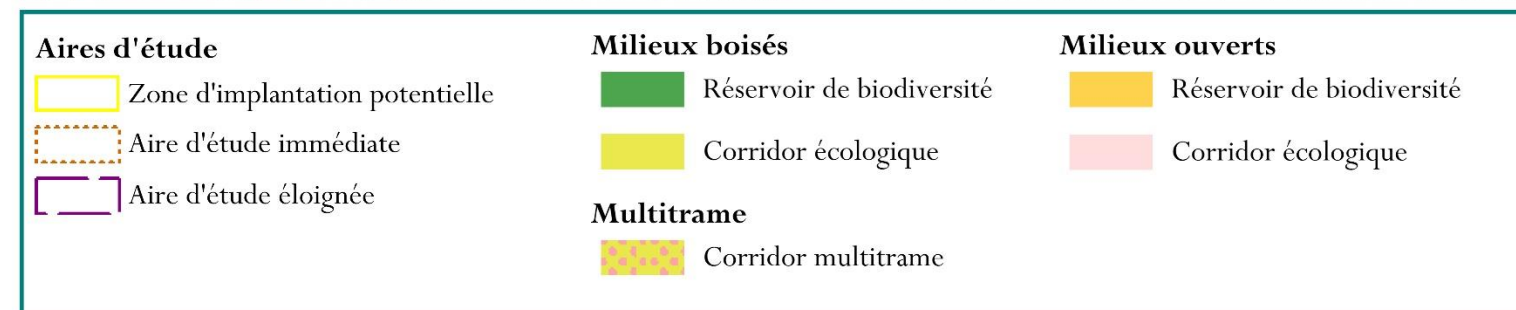 Aires d'étude
Zone d'implantation potentielle
Aire d'étude immédiate
Aire d'étude éloignée
Milieux boisés
Réservoir de biodiversité
Corridor écologique
Multitrame
Corridor multitrame
Milieux ouverts
Réservoir de biodiversité
Corridor écologique